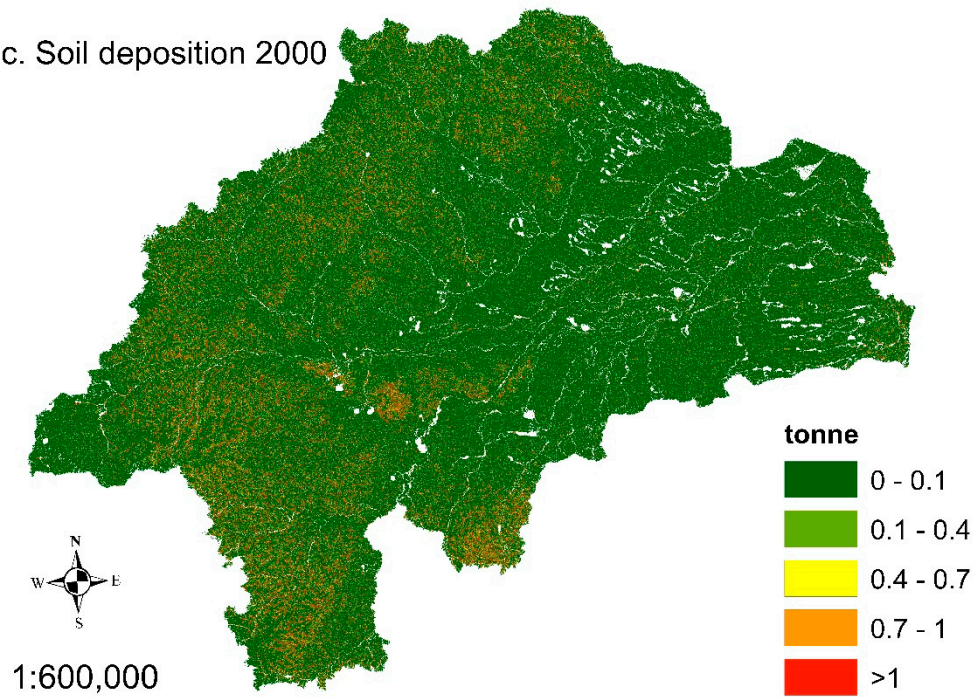 c. Soil deposition 2000
tonne
0 - 0.1
0.1 - 0.4
0.4 - 0.7
0.7 - 1
>1
N
W E
S
1:600,000